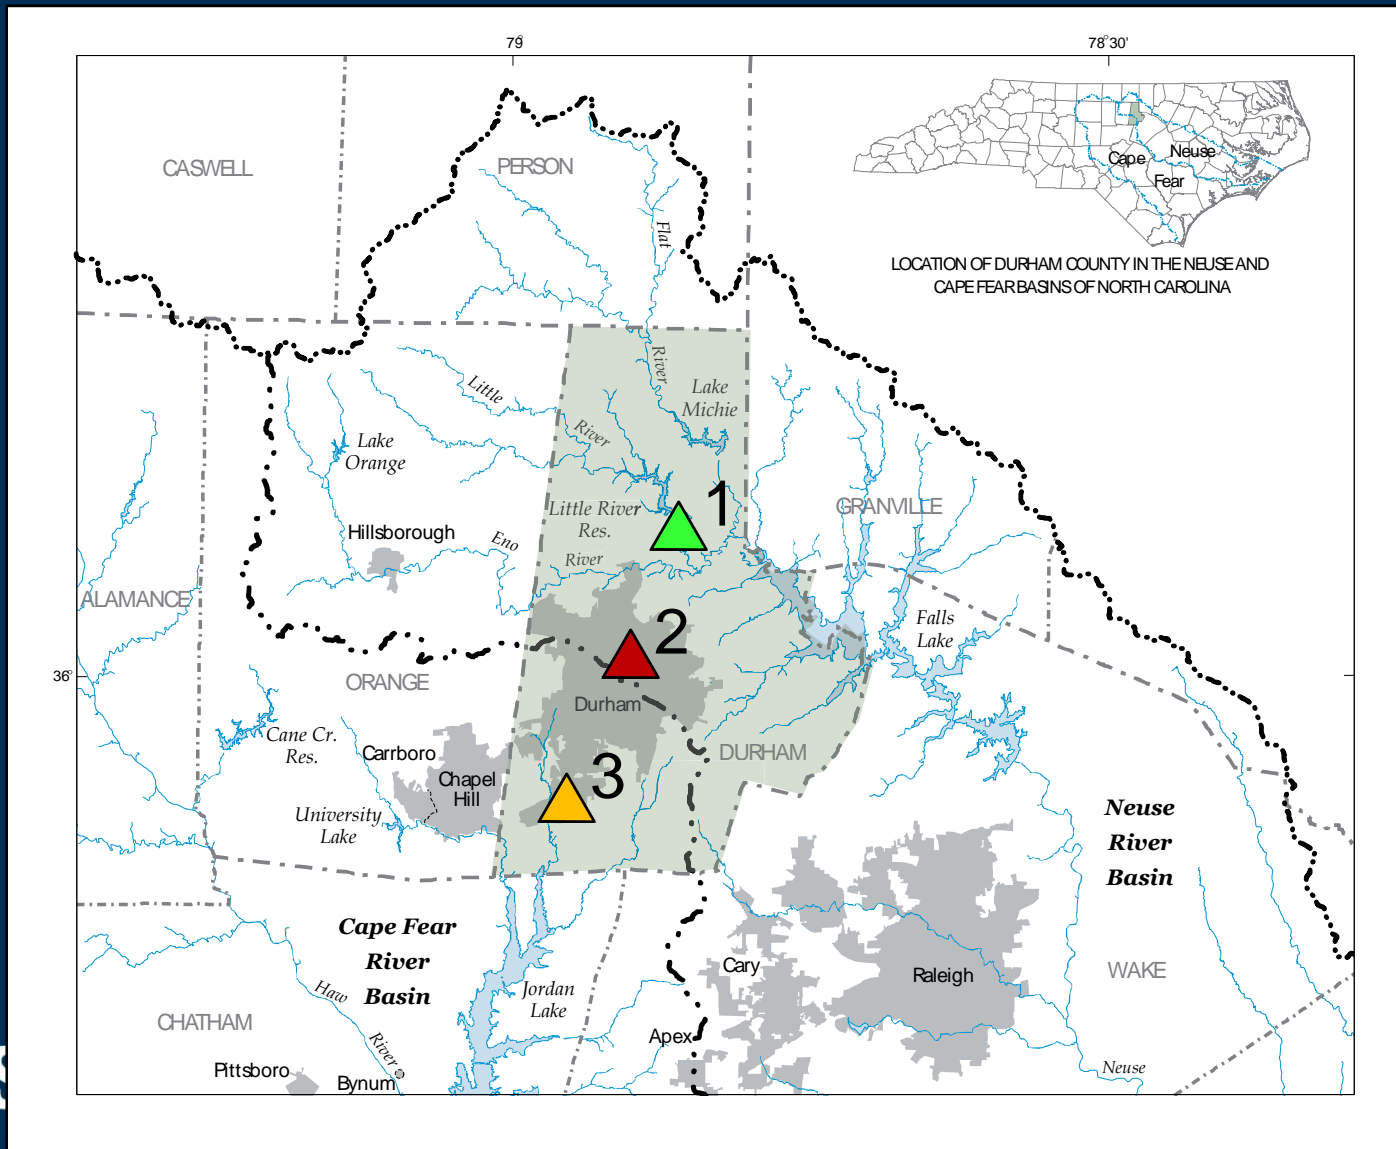 79°
78°30'
CASWELL
PERSON
Flat
River
Cape
Fear
Neuse
LOCATION OF DURHAM COUNTY IN THE NEUSE AND
CAPE FEAR BASINS OF NORTH CAROLINA
Little
River
Lake
Michie
Lake
Orange
Hillsborough
Eno
River
Little River
Res.
1
GRANVILLE
ALAMANCE
2
Falls
Lake
36°
ORANGE
Durham
DURHAM
Cane Cr.
Res.
Carrboro
Chapel
Hill
3
University
Lake
Neuse
River
Basin
Cape Fear
River
Basin
Haw
River
Jordan
Lake
Cary
Raleigh
WAKE
CHATHAM
Apex
Pittsboro
Bynum
Neuse